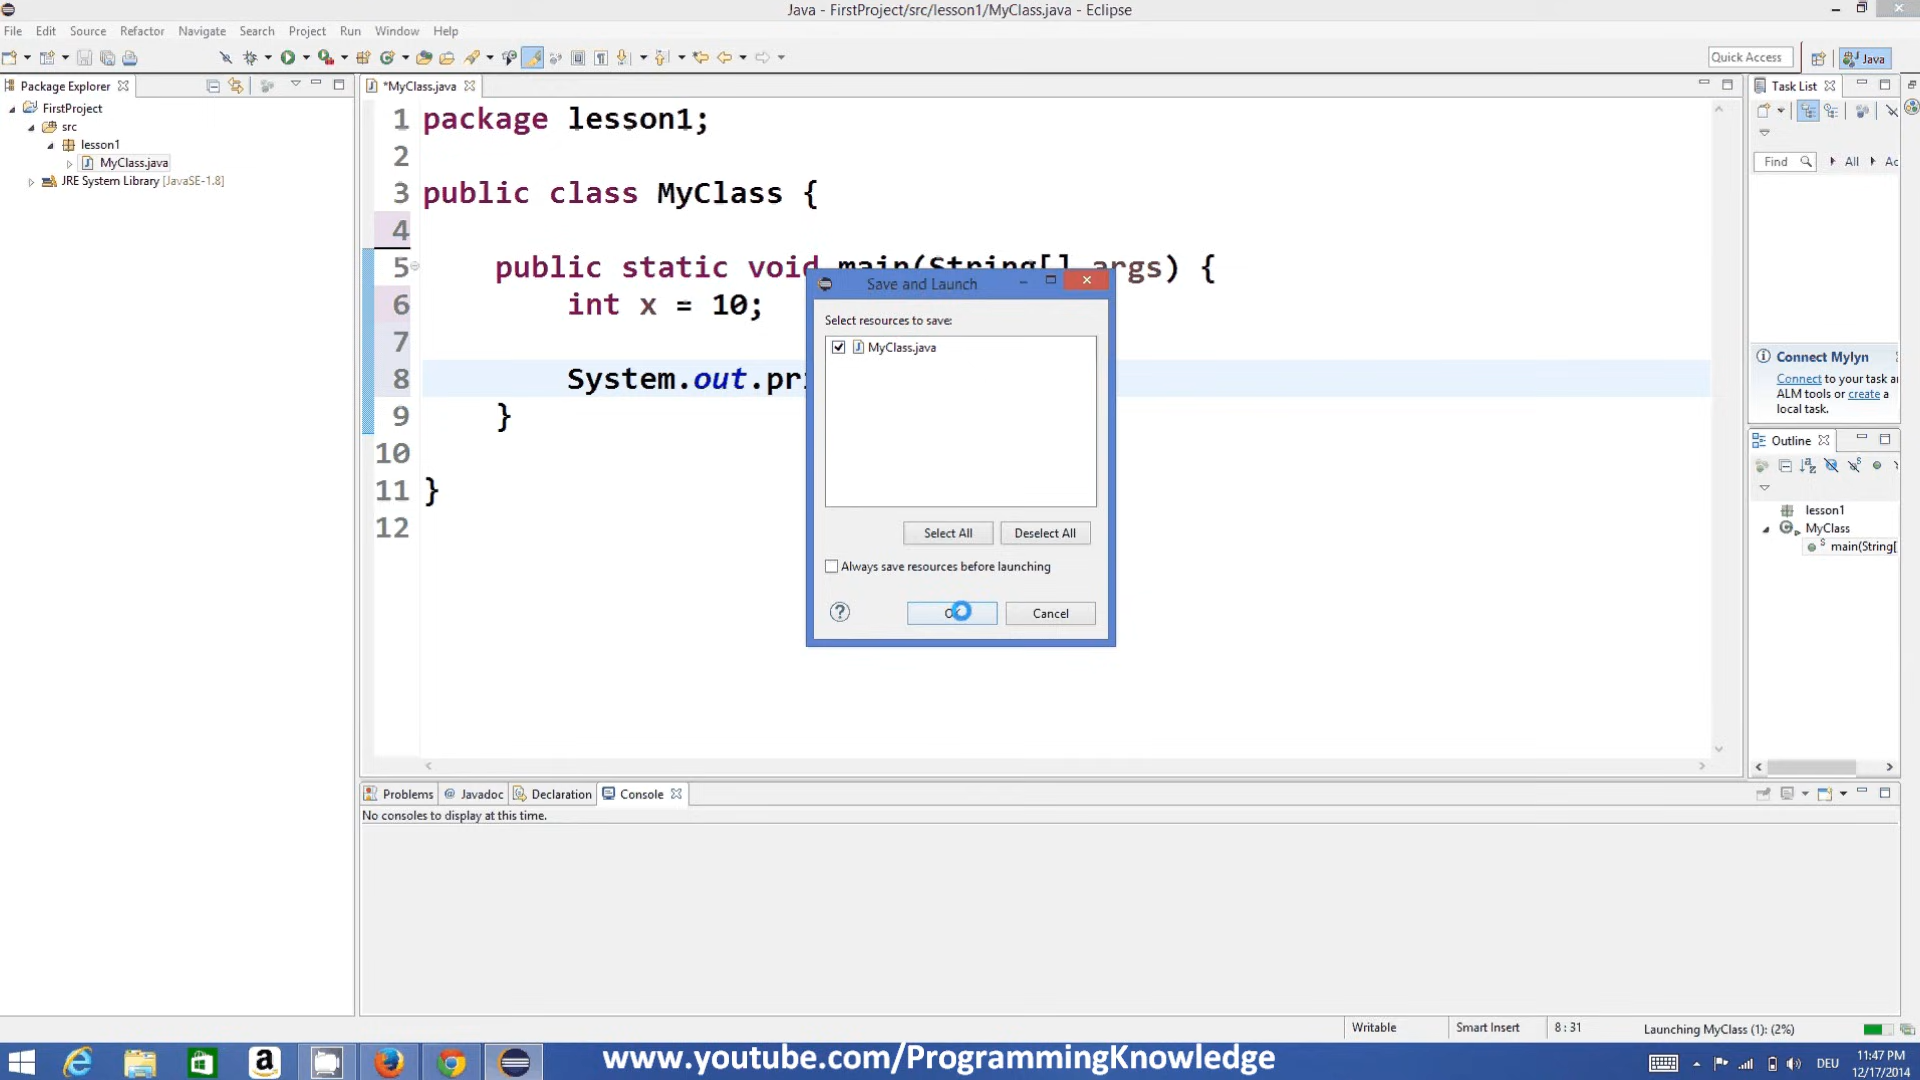 Java - FirstProject/src/lesson1/MyClass.java - Eclipse
File Edit Source Refactor Navigate Search Project Run Window Help
Quick Access
Java
Package Explorer
FirstProject
src
lesson1
MyClass.java
JRE System Library [JavaSE-1.8]
*MyClass.java
1 package lesson1;
2
3 public class MyClass {
4
5 public static void main(String[] args) {
6 int x = 10;
7
8 System.out.pri
9 }
10
11 }
12
Save and Launch
Select resources to save:
MyClass.java
Select All Deselect All
Always save resources before launching
Cancel
Task List
Find All Ac
Connect Mylyn
Connect to your task a
ALM tools or create a
local task.
Outline
lesson1
MyClass
main(String[
Problems @ Javadoc Declaration Console
No consoles to display at this time.
Writable Smart Insert 8 : 31 Launching MyClass (1): (2%)
www.youtube.com/ProgrammingKnowledge
DEU
11:47 PM
12/17/2014